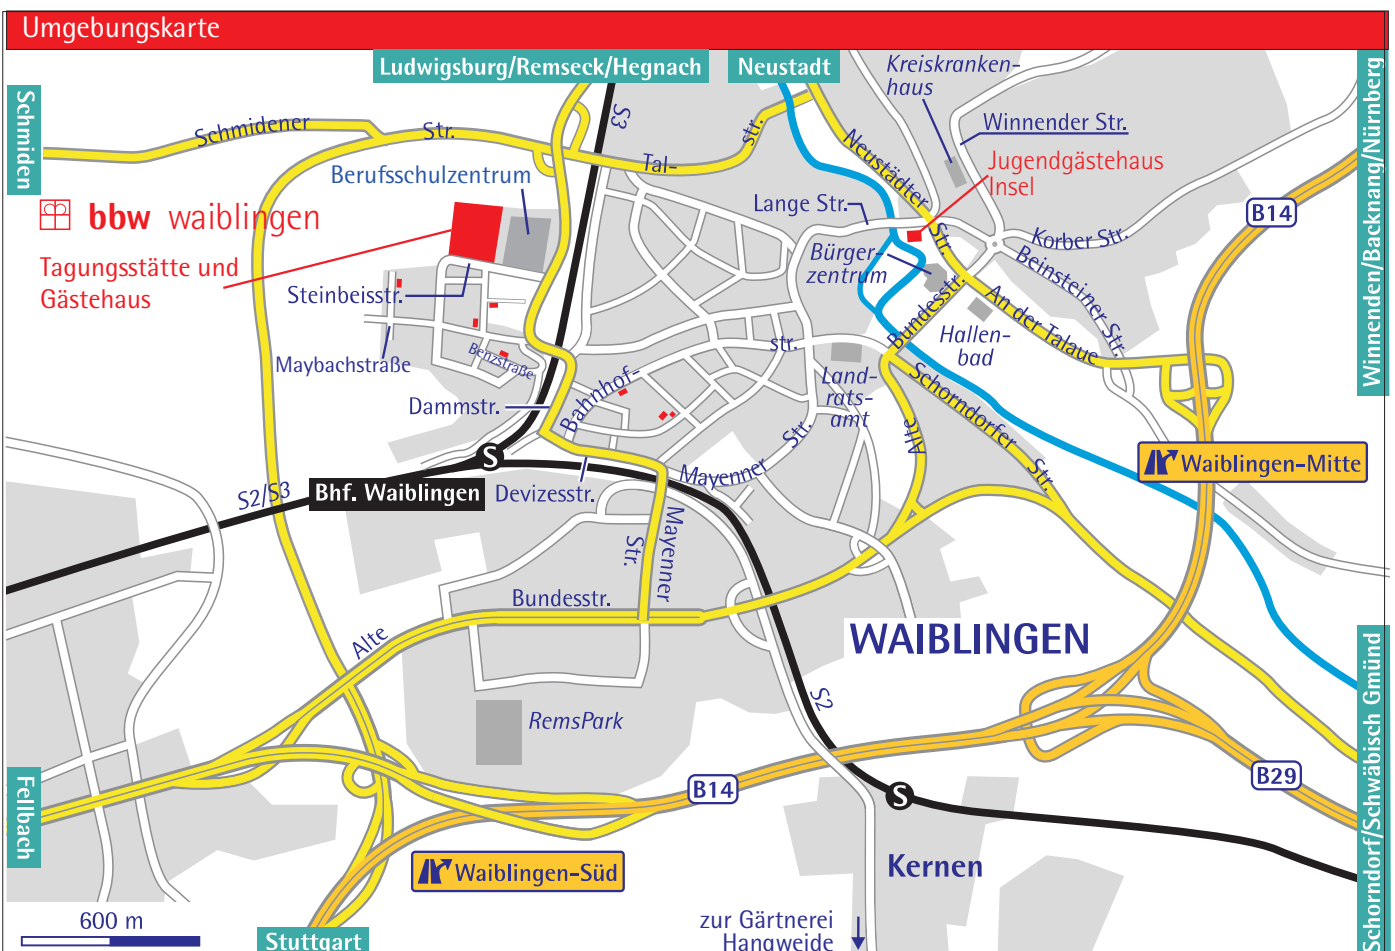 Umgebungskarte
Ludwigsburg/Remseck/Hegnach
Neustadt
Kreiskranken-
haus
Winnenden/Backnang/Nürnberg
Schmiden
S3
Schmidener
Str.
Tal-
str.
Neustädter
Str.
Winnender Str.
Jugendgästehaus
Insel
Berufsschulzentrum
bbw waiblingen
Lange Str.
B14
Korber Str.
Tagungsstätte und
Gästehaus
Bürger-
zentrum
Beinsteiner Str.
Steinbeisstr.
Bundesstr.
An der Talaue
Hallen-
bad
Maybachstraße
Benzstraße
str.
Bahnhof-
Land-
rats-
amt
Dammstr.
Alte
Schorndorfer
Str.
S
Mayenner
Str.
Waiblingen-Mitte
S2/S3
Bhf. Waiblingen
Devizesstr.
Mayenner
Str.
Bundesstr.
Alte
WAIBLINGEN
S2
RemsPark
Schorndorf/Schwäbisch Gmünd
Fellbach
B14
S
B29
Waiblingen-Süd
Kernen
600 m
Stuttgart
zur Gärtnerei
Hangweide